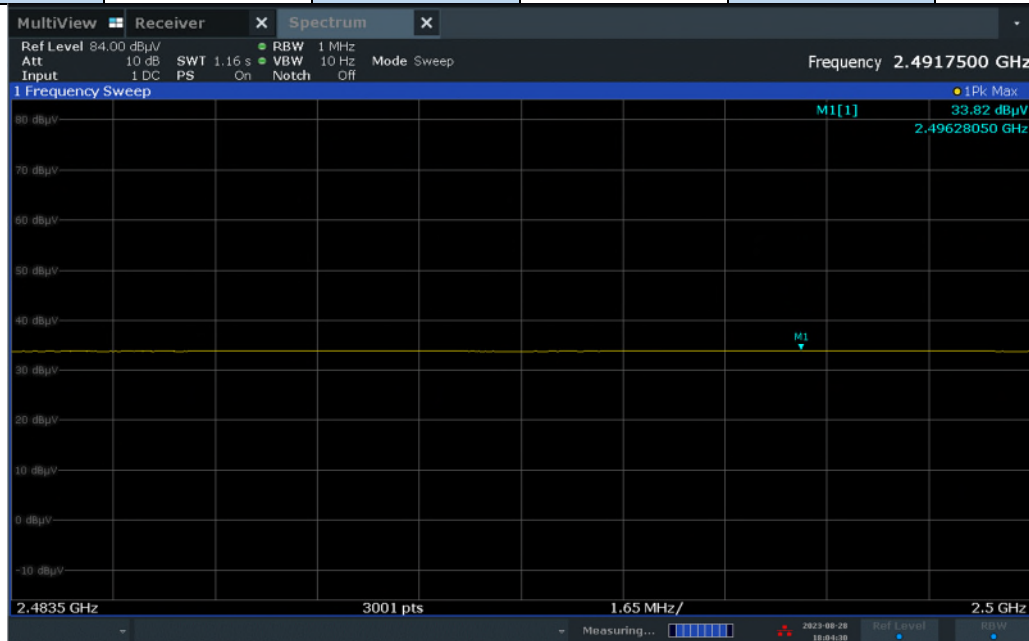 MultiView Receiver X Spectrum X
Ref Level 84.00 dBµV RBW 1 MHz
Att 10 dB SWT 1.16 s VBW 10 Hz Mode Sweep Frequency 2.4917500 GHz
Input 1 DC PS On Notch Off
1 Frequency Sweep 1Pk Max
M1[1] 33.82 dBµV
2.49628050 GHz
80 dBµV
70 dBµV
60 dBµV
50 dBµV
40 dBµV
M1
30 dBµV
20 dBµV
10 dBµV
0 dBµV
-10 dBµV
2.4835 GHz 3001 pts 1.65 MHz/ 2.5 GHz
Measuring... 2023-08-28 Ref Level RBW
18:04:38